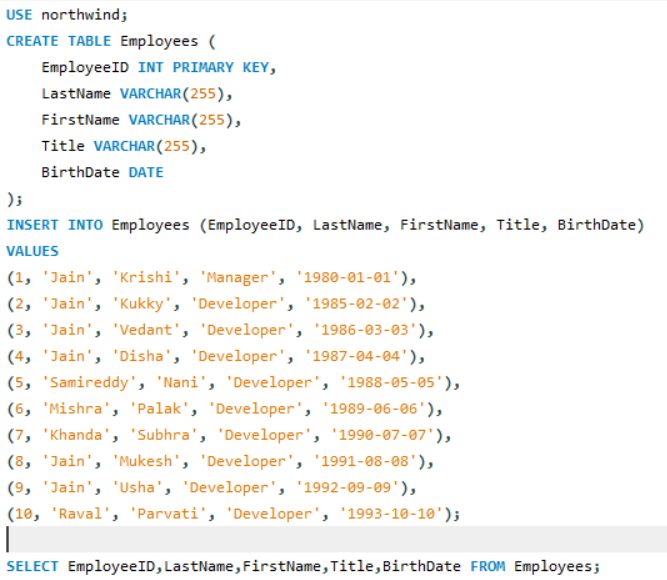 USE northwind;
CREATE TABLE Employees (
    EmployeeID INT PRIMARY KEY,
    LastName VARCHAR(255),
    FirstName VARCHAR(255),
    Title VARCHAR(255),
    BirthDate DATE
);
INSERT INTO Employees (EmployeeID, LastName, FirstName, Title, BirthDate)
VALUES
(1, 'Jain', 'Krishi', 'Manager', '1980-01-01'),
(2, 'Jain', 'Kukky', 'Developer', '1985-02-02'),
(3, 'Jain', 'Vedant', 'Developer', '1986-03-03'),
(4, 'Jain', 'Disha', 'Developer', '1987-04-04'),
(5, 'Samireddy', 'Nani', 'Developer', '1988-05-05'),
(6, 'Mishra', 'Palak', 'Developer', '1989-06-06'),
(7, 'Khanda', 'Subhra', 'Developer', '1990-07-07'),
(8, 'Jain', 'Mukesh', 'Developer', '1991-08-08'),
(9, 'Jain', 'Usha', 'Developer', '1992-09-09'),
(10, 'Raval', 'Parvati', 'Developer', '1993-10-10');
SELECT EmployeeID,LastName,FirstName,Title,BirthDate FROM Employees;